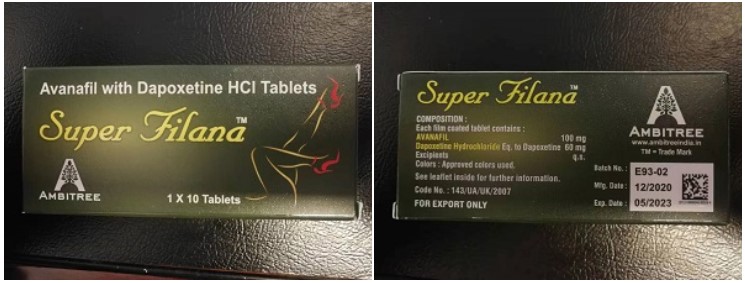 Avanafil with Dapoxetine HCl Tablets
Super Filana™
AMBITREE
1 X 10 Tablets
Super Filana™
COMPOSITION :
Each film coated tablet contains :
AVANAFIL 100 mg
Dapoxetine Hydrochloride Eq. to Dapoxetine 60 mg
Excipients q.s.
Colors : Approved colors used.
See leaflet inside for further information.
Code No. : 143/UA/UK/2007
FOR EXPORT ONLY
AMBITREE
www.ambitreeindia.in
TM = Trade Mark
Batch No. : E93-02
Mfg. Date : 12/2020
Exp. Date : 05/2023